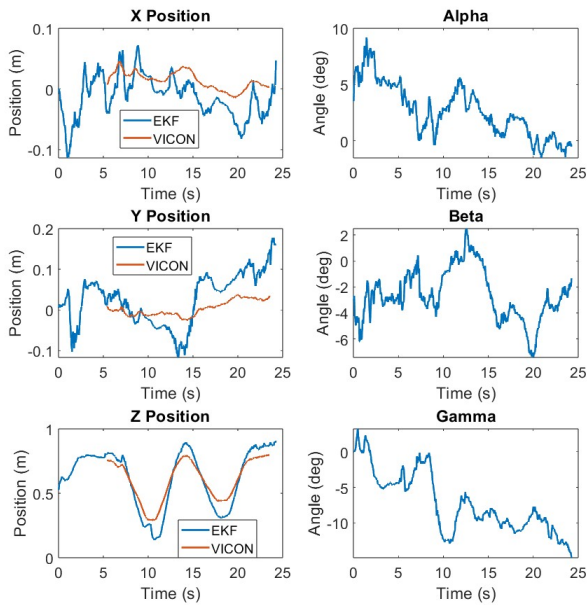 X Position
Position (m)
0.1
0
-0.1
EKF
VICON
0 5 10 15 20 25
Time (s)
Alpha
Angle (deg)
10
5
0
0 5 10 15 20 25
Time (s)
Y Position
Position (m)
0.2
0.1
0
-0.1
EKF
VICON
0 5 10 15 20 25
Time (s)
Beta
Angle (deg)
2
0
-2
-4
-6
0 5 10 15 20 25
Time (s)
Z Position
Position (m)
1
0.5
0
EKF
VICON
0 5 10 15 20 25
Time (s)
Gamma
Angle (deg)
0
-5
-10
0 5 10 15 20 25
Time (s)